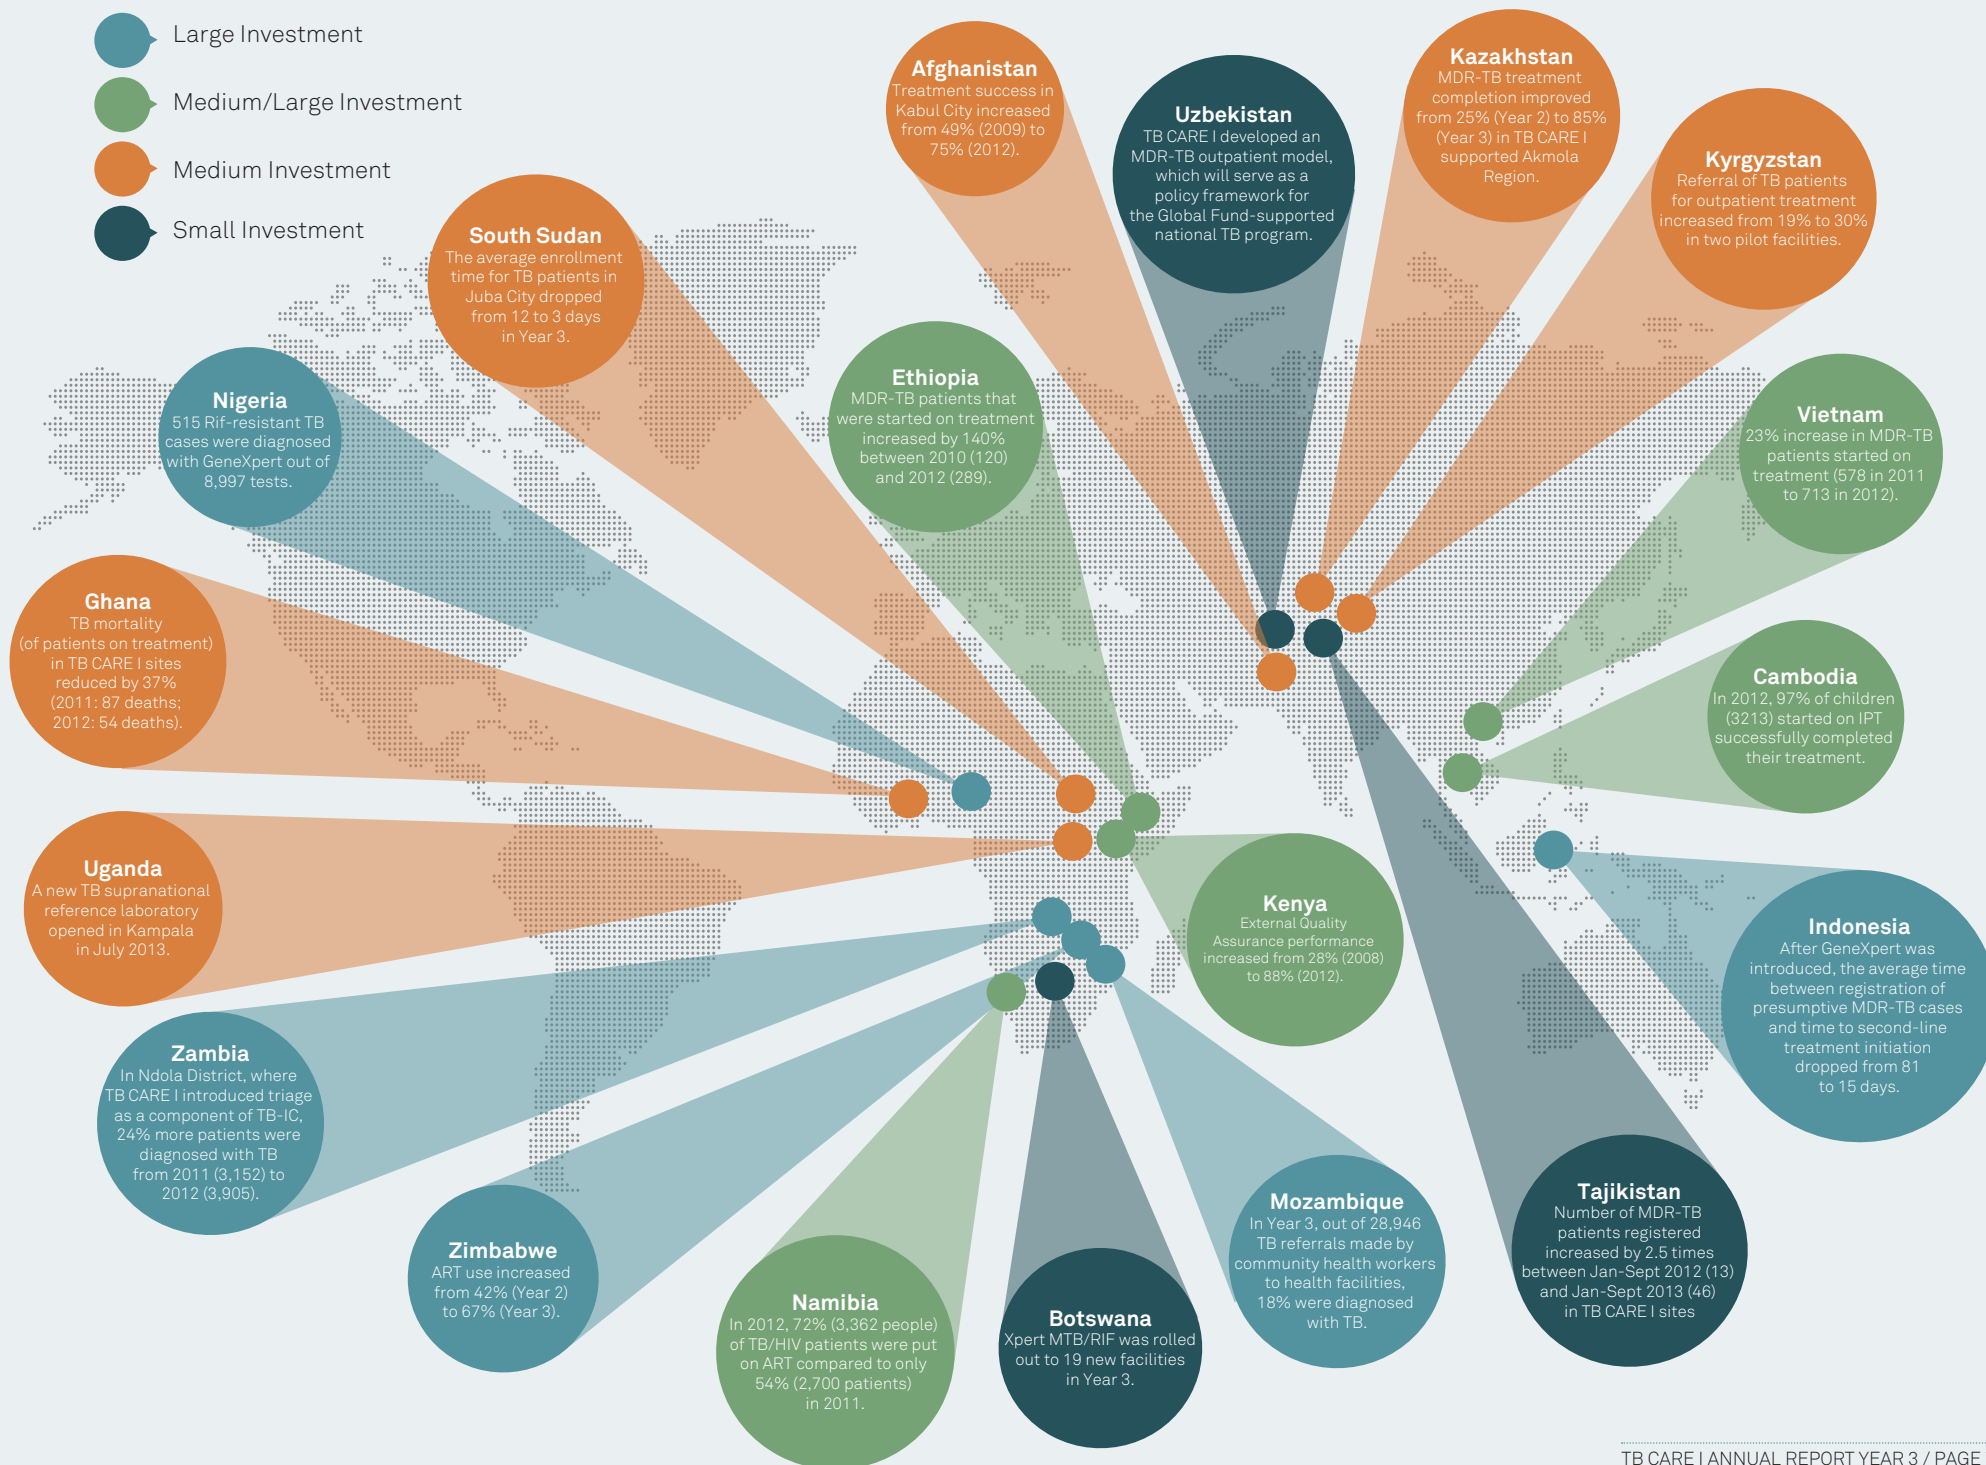 Large Investment
Medium/Large Investment
Medium Investment
Small Investment
Afghanistan
Treatment success in
Kabul City increased
from 49% (2009) to
75% (2012).
Uzbekistan
TB CARE I developed an
MDR-TB outpatient model,
which will serve as a
policy framework for
the Global Fund-supported
national TB program.
Kazakhstan
MDR-TB treatment
completion improved
from 25% (Year 2) to 85%
(Year 3) in TB CARE I
supported Akmola
Region.
Kyrgyzstan
Referral of TB patients
for outpatient treatment
increased from 19% to 30%
in two pilot facilities.
South Sudan
The average enrollment
time for TB patients in
Juba City dropped
from 12 to 3 days
in Year 3.
Nigeria
515 Rif-resistant TB
cases were diagnosed
with GeneXpert out of
8,997 tests.
Ethiopia
MDR-TB patients that
were started on treatment
increased by 140%
between 2010 (120)
and 2012 (289).
Vietnam
23% increase in MDR-TB
patients started on
treatment (578 in 2011
to 713 in 2012).
Ghana
TB mortality
(of patients on treatment)
in TB CARE I sites
reduced by 37%
(2011: 87 deaths;
2012: 54 deaths).
Cambodia
In 2012, 97% of children
(3213) started on IPT
successfully completed
their treatment.
Uganda
A new TB supranational
reference laboratory
opened in Kampala
in July 2013.
Kenya
External Quality
Assurance performance
increased from 28% (2008)
to 88% (2012).
Indonesia
After GeneXpert was
introduced, the average time
between registration of
presumptive MDR-TB cases
and time to second-line
treatment initiation
dropped from 81
to 15 days.
Zambia
In Ndola District, where
TB CARE I introduced triage
as a component of TB-IC,
24% more patients were
diagnosed with TB
from 2011 (3,152) to
2012 (3,905).
Zimbabwe
ART use increased
from 42% (Year 2)
to 67% (Year 3).
Namibia
In 2012, 72% (3,362 people)
of TB/HIV patients were put
on ART compared to only
54% (2,700 patients)
in 2011.
Botswana
Xpert MTB/RIF was rolled
out to 19 new facilities
in Year 3.
Mozambique
In Year 3, out of 28,946
TB referrals made by
community health workers
to health facilities,
18% were diagnosed
with TB.
Tajikistan
Number of MDR-TB
patients registered
increased by 2.5 times
between Jan-Sept 2012 (13)
and Jan-Sept 2013 (46)
in TB CARE I sites
TB CARE I ANNUAL REPORT YEAR 3 / PAGE